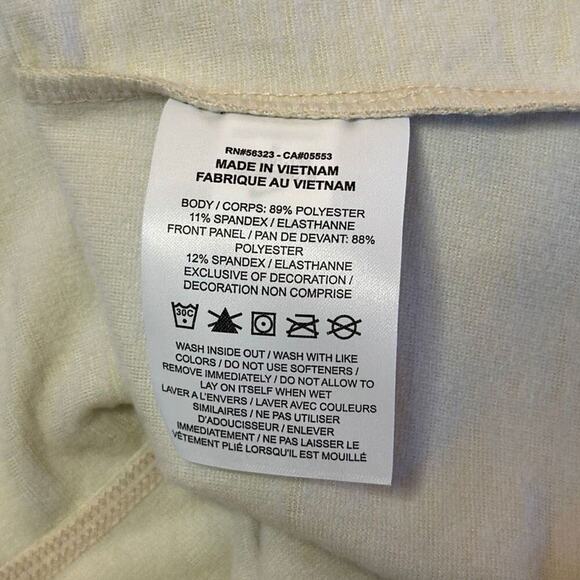 RN#56323 - CA#05553
MADE IN VIETNAM
FABRIQUE AU VIETNAM
BODY / CORPS: 89% POLYESTER
11% SPANDEX / ELASTHANNE
FRONT PANEL / PAN DE DEVANT: 88%
POLYESTER
12% SPANDEX / ELASTHANNE
EXCLUSIVE OF DECORATION /
DECORATION NON COMPRISE
30C
WASH INSIDE OUT / WASH WITH LIKE
COLORS / DO NOT USE SOFTENERS /
REMOVE IMMEDIATELY / DO NOT ALLOW TO
LAY ON ITSELF WHEN WET
LAVER A L'ENVERS / LAVER AVEC COULEURS
SIMILAIRES / NE PAS UTILISER
D'ADOUCISSEUR / ENLEVER
IMMÉDIATEMENT / NE PAS LAISSER LE
VÊTEMENT PLIÉ LORSQU'IL EST MOUILLÉ